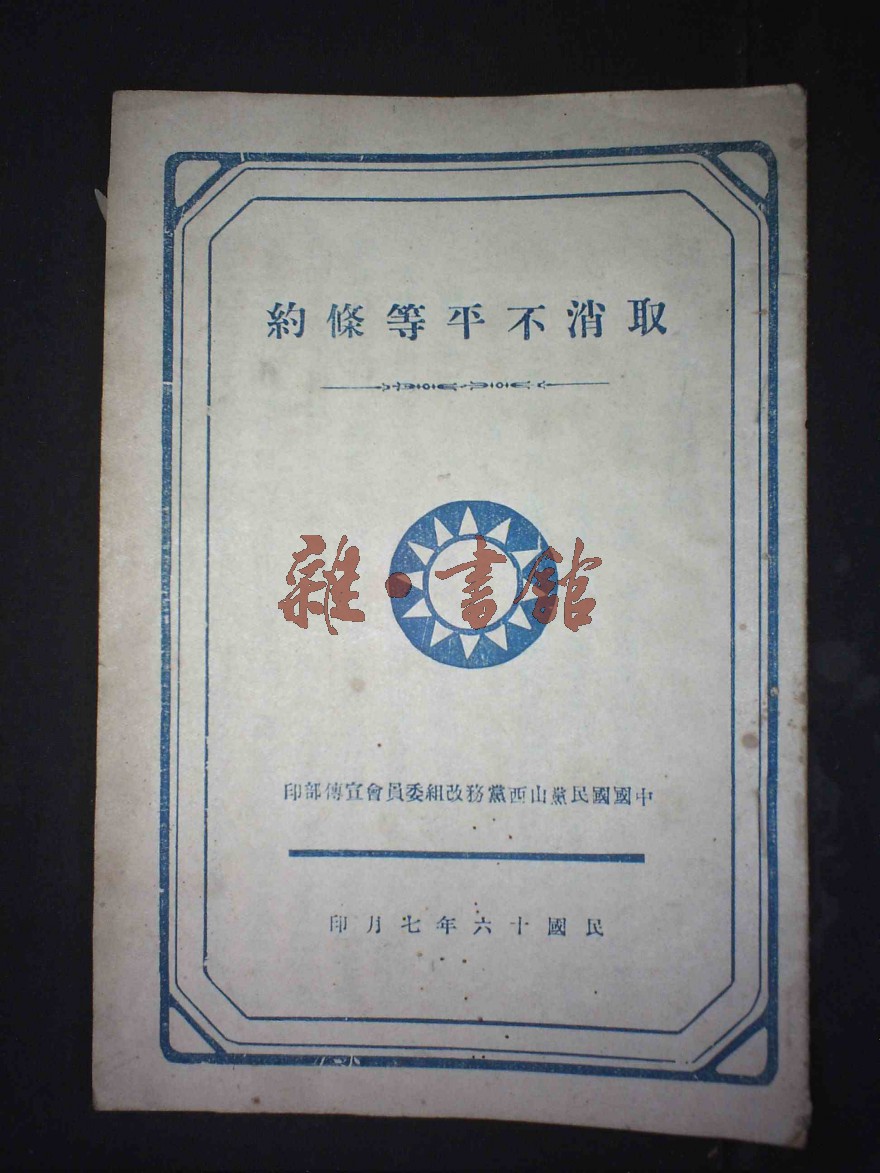 取消不平等條約
雜·書館
中國國民黨山西黨務改組委員會宣傳部印
民國十六年七月印